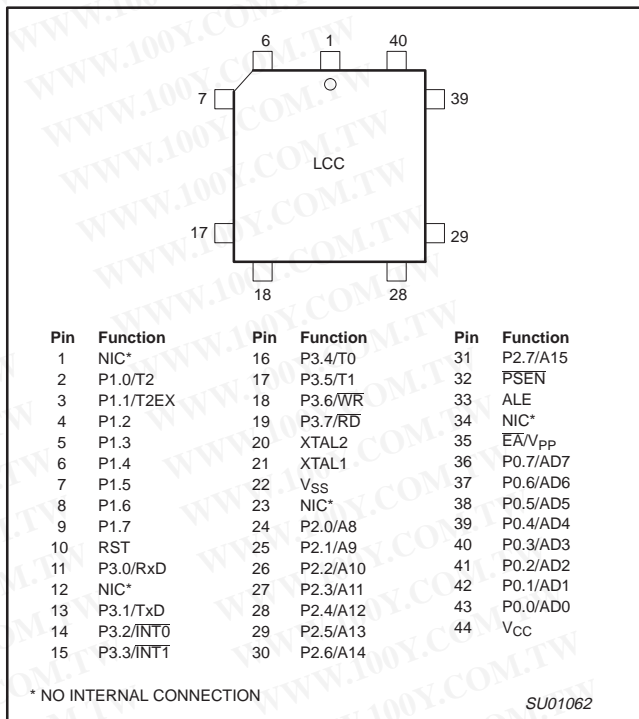 6 1 40
7 39
LCC
17 29
18 28
Pin Function Pin Function Pin Function
1 NIC* 16 P3.4/T0 31 P2.7/A15
2 P1.0/T2 17 P3.5/T1 32 P̅S̅E̅N̅
3 P1.1/T2EX 18 P3.6/W̅R̅ 33 ALE
4 P1.2 19 P3.7/R̅D̅ 34 NIC*
5 P1.3 20 XTAL2 35 E̅A̅/VPP
6 P1.4 21 XTAL1 36 P0.7/AD7
7 P1.5 22 VSS 37 P0.6/AD6
8 P1.6 23 NIC* 38 P0.5/AD5
9 P1.7 24 P2.0/A8 39 P0.4/AD4
10 RST 25 P2.1/A9 40 P0.3/AD3
11 P3.0/RxD 26 P2.2/A10 41 P0.2/AD2
12 NIC* 27 P2.3/A11 42 P0.1/AD1
13 P3.1/TxD 28 P2.4/A12 43 P0.0/AD0
14 P3.2/I̅N̅T̅0̅ 29 P2.5/A13 44 VCC
15 P3.3/I̅N̅T̅1̅ 30 P2.6/A14
* NO INTERNAL CONNECTION
SU01062
WWW.100Y.COM.TW